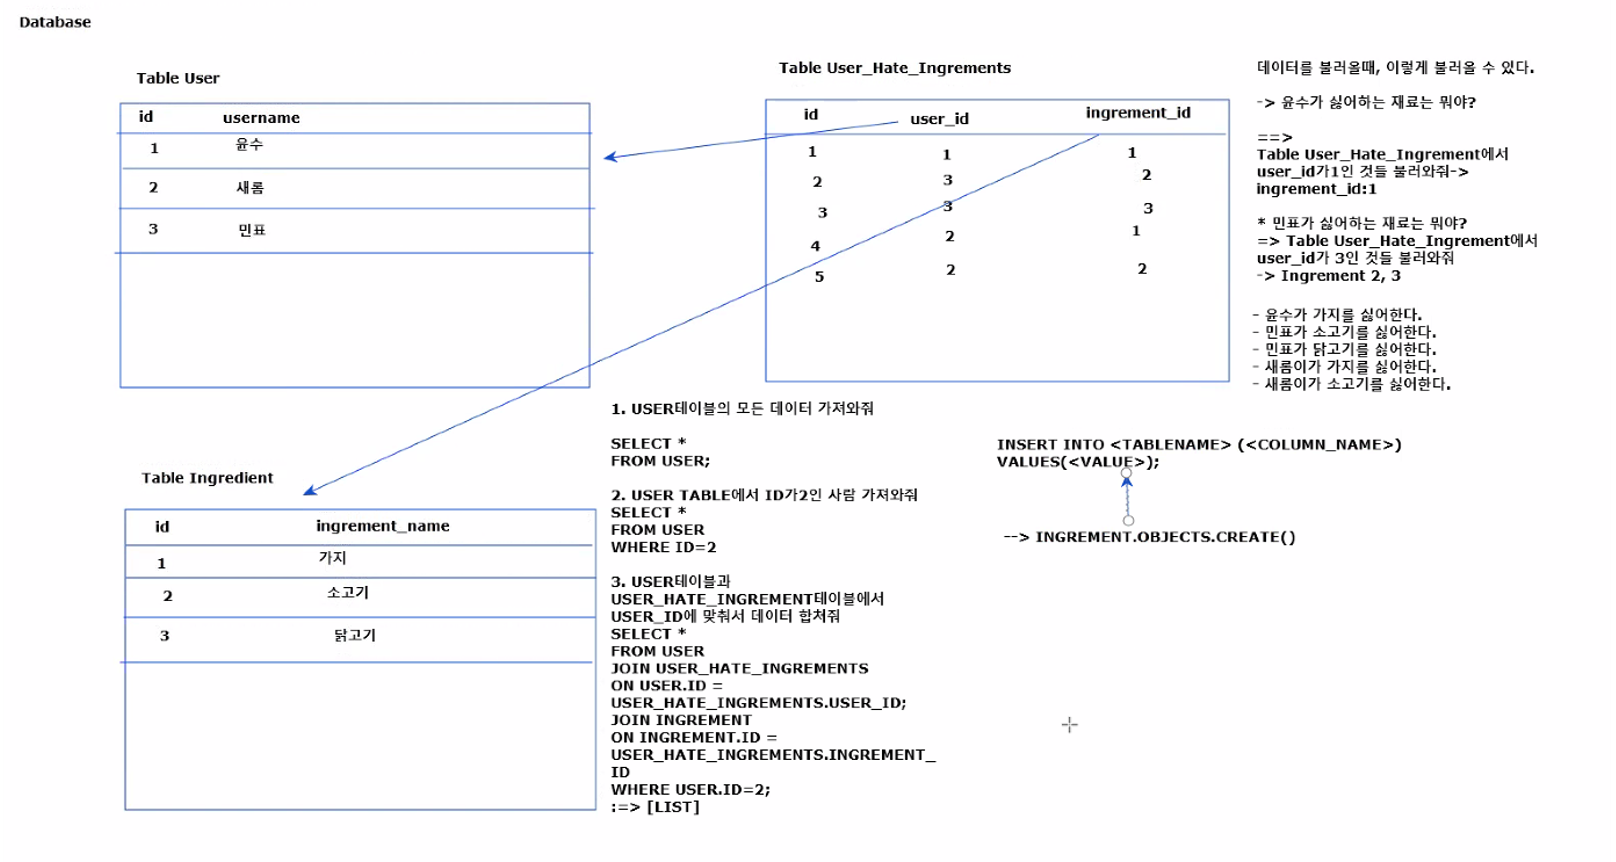 Database
Table User
id username
1 윤수
2 새롬
3 민표
Table User_Hate_Ingrements
id user_id ingrement_id
1 1 1
2 3 2
3 3 3
4 2 1
5 2 2
데이터를 불러올때, 이렇게 불러올 수 있다.
-> 윤수가 싫어하는 재료는 뭐야?
==>
Table User_Hate_Ingrement에서
user_id가1인 것들 불러와줘->
ingrement_id:1
* 민표가 싫어하는 재료는 뭐야?
=> Table User_Hate_Ingrement에서
user_id가 3인 것들 불러와줘
-> Ingrement 2, 3
- 윤수가 가지를 싫어한다.
- 민표가 소고기를 싫어한다.
- 민표가 닭고기를 싫어한다.
- 새롬이가 가지를 싫어한다.
- 새롬이가 소고기를 싫어한다.
Table Ingredient
id ingrement_name
1 가지
2 소고기
3 닭고기
1. USER테이블의 모든 데이터 가져와줘
SELECT *
FROM USER;
2. USER TABLE에서 ID가2인 사람 가져와줘
SELECT *
FROM USER
WHERE ID=2
3. USER테이블과
USER_HATE_INGREMENT테이블에서
USER_ID에 맞춰서 데이터 합쳐줘
SELECT *
FROM USER
JOIN USER_HATE_INGREMENTS
ON USER.ID =
USER_HATE_INGREMENTS.USER_ID;
JOIN INGREMENT
ON INGREMENT.ID =
USER_HATE_INGREMENTS.INGREMENT_
ID
WHERE USER.ID=2;
:=> [LIST]
INSERT INTO <TABLENAME> (<COLUMN_NAME>)
VALUES(<VALUE>);
--> INGREMENT.OBJECTS.CREATE()